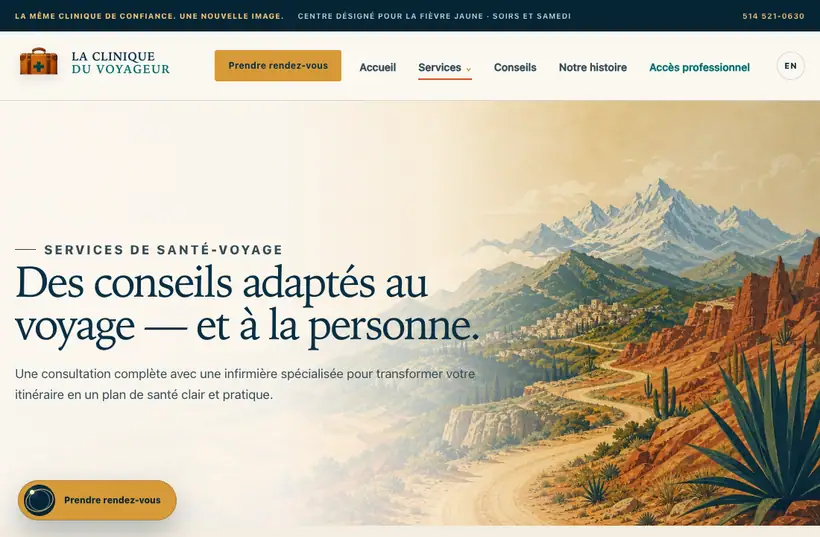 LA MÊME CLINIQUE DE CONFIANCE. UNE NOUVELLE IMAGE. CENTRE DÉSIGNÉ POUR LA FIÈVRE JAUNE · SOIRS ET SAMEDI 514 521-0630
LA CLINIQUE
DU VOYAGEUR
Prendre rendez-vous Accueil Services Conseils Notre histoire Accès professionnel EN
SERVICES DE SANTÉ-VOYAGE
Des conseils adaptés au
voyage — et à la personne.
Une consultation complète avec une infirmière spécialisée pour transformer votre
itinéraire en un plan de santé clair et pratique.
Prendre rendez-vous